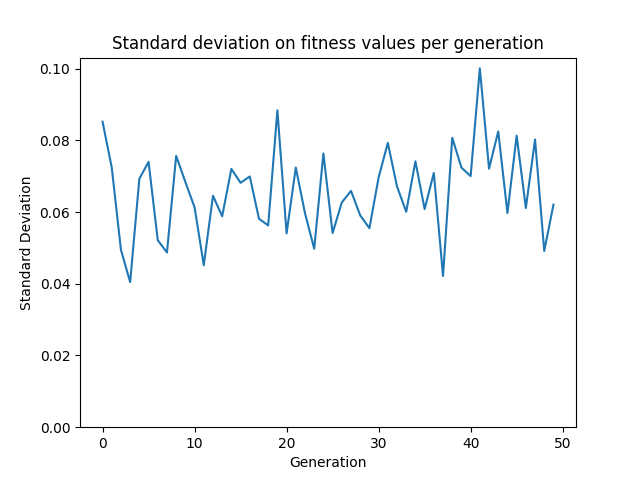 Standard deviation on fitness values per generation
0.10
0.08
0.06
0.04
0.02
0.00
Standard Deviation
0 10 20 30 40 50
Generation